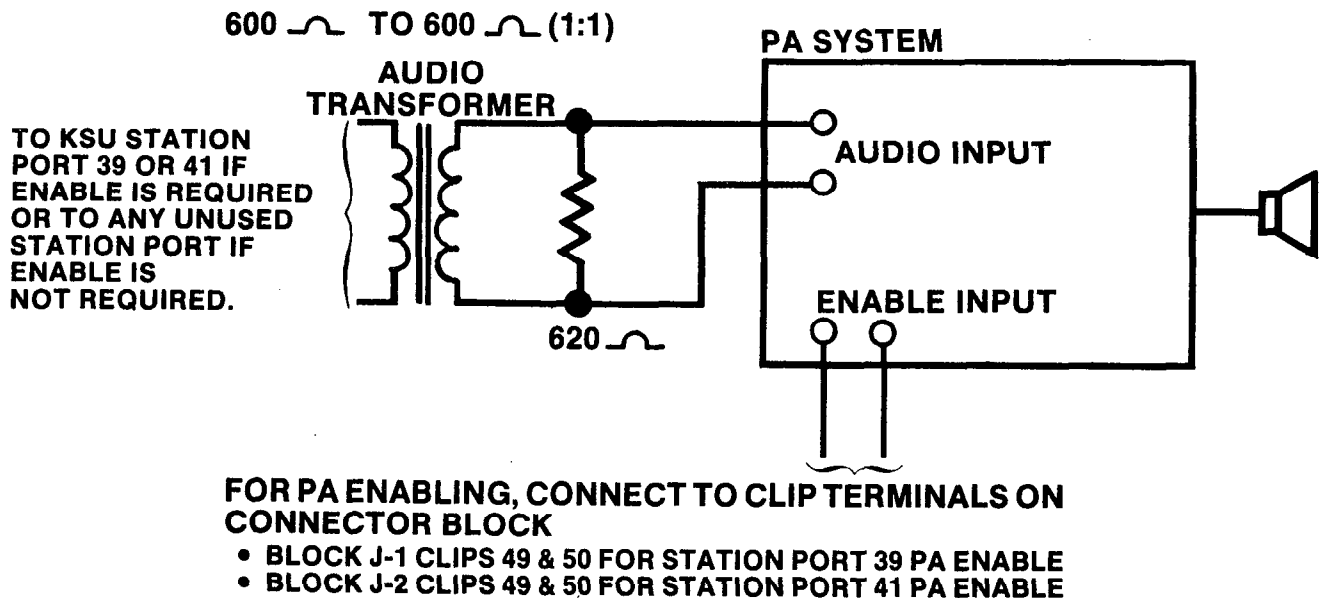 600 Ω TO 600 Ω (1:1)
AUDIO
TRANSFORMER
TO KSU STATION
PORT 39 OR 41 IF
ENABLE IS REQUIRED
OR TO ANY UNUSED
STATION PORT IF
ENABLE IS
NOT REQUIRED.
620 Ω
PA SYSTEM
AUDIO INPUT
ENABLE INPUT
FOR PA ENABLING, CONNECT TO CLIP TERMINALS ON
CONNECTOR BLOCK
• BLOCK J-1 CLIPS 49 & 50 FOR STATION PORT 39 PA ENABLE
• BLOCK J-2 CLIPS 49 & 50 FOR STATION PORT 41 PA ENABLE